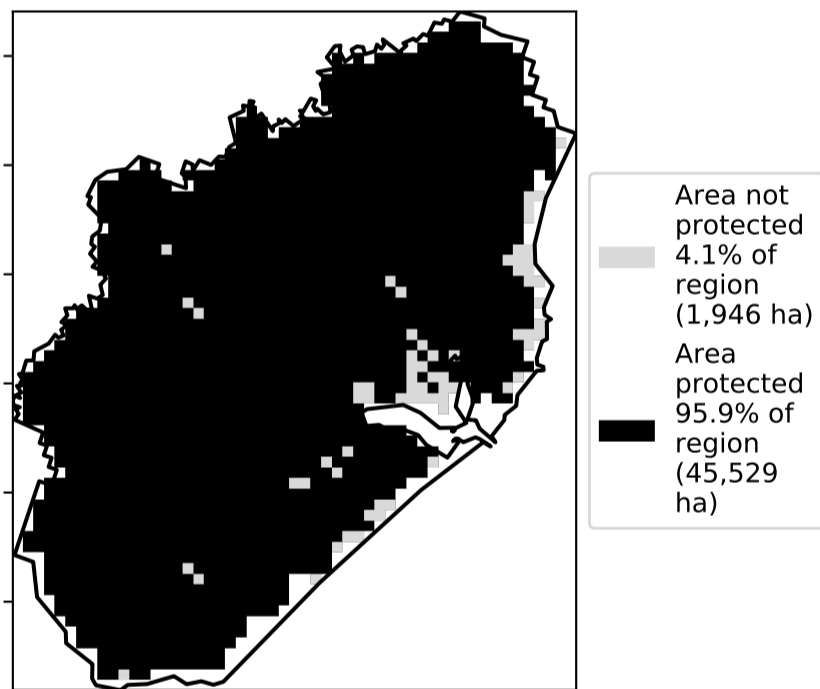 Area not
protected
4.1% of
region
(1,946 ha)
Area
protected
95.9% of
region
(45,529
ha)